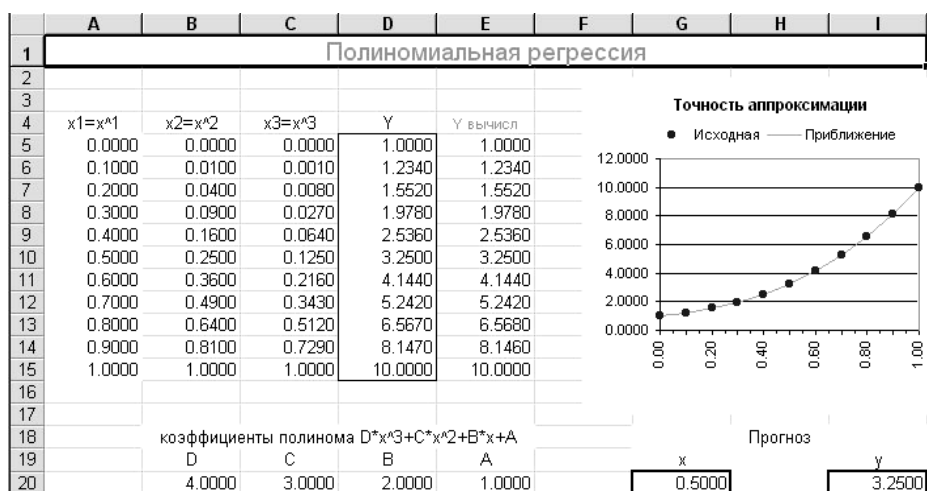 A B C D E F G H I
1 Полиномиальная регрессия
2
3 Точность аппроксимации
4 x1=x^1 x2=x^2 x3=x^3 Y Y вычисл
● Исходная — Приближение
5 0.0000 0.0000 0.0000 1.0000 1.0000
6 0.1000 0.0100 0.0010 1.2340 1.2340
7 0.2000 0.0400 0.0080 1.5520 1.5520
8 0.3000 0.0900 0.0270 1.9780 1.9780
9 0.4000 0.1600 0.0640 2.5360 2.5360
10 0.5000 0.2500 0.1250 3.2500 3.2500
11 0.6000 0.3600 0.2160 4.1440 4.1440
12 0.7000 0.4900 0.3430 5.2420 5.2420
13 0.8000 0.6400 0.5120 6.5670 6.5680
14 0.9000 0.8100 0.7290 8.1470 8.1460
15 1.0000 1.0000 1.0000 10.0000 10.0000
12.0000
10.0000
8.0000
6.0000
4.0000
2.0000
0.0000
0.00 0.20 0.40 0.60 0.80 1.00
16
17
18 коэффициенты полинома D*x^3+C*x^2+B*x+A Прогноз
19 D C B A x y
20 4.0000 3.0000 2.0000 1.0000 0.5000 3.2500